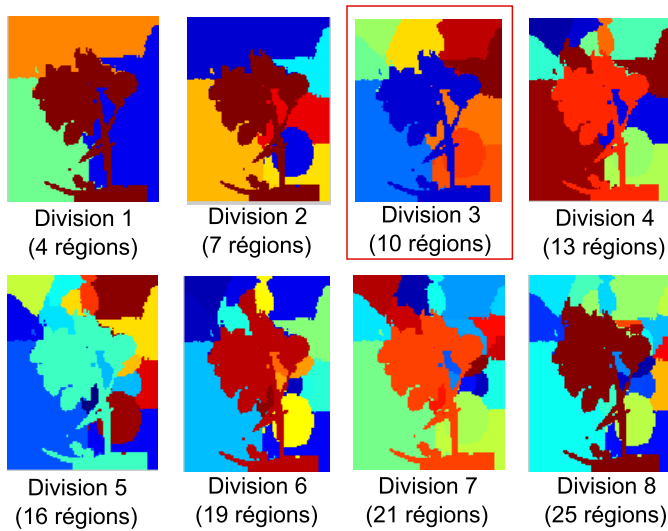 Division 1
(4 régions)
Division 2
(7 régions)
Division 3
(10 régions)
Division 4
(13 régions)
Division 5
(16 régions)
Division 6
(19 régions)
Division 7
(21 régions)
Division 8
(25 régions)